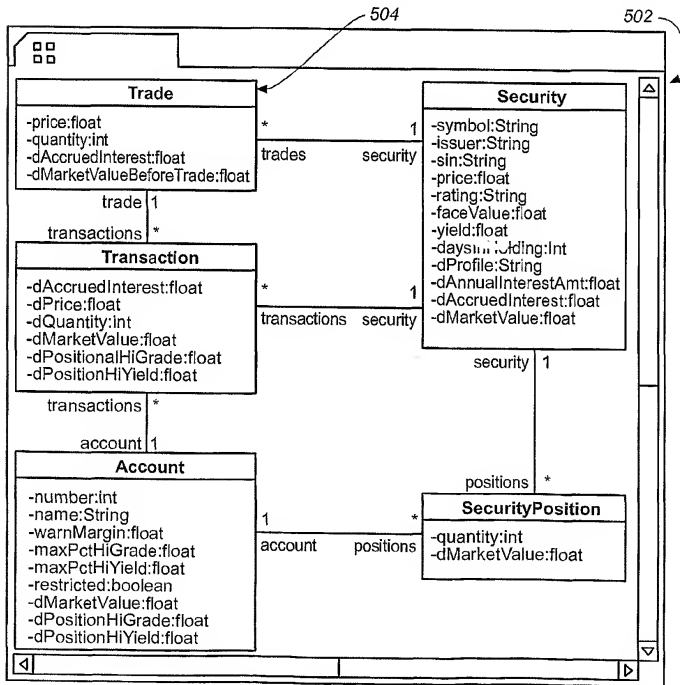 504
502
Trade
-price:float
-quantity:int
-dAccruedInterest:float
-dMarketValueBeforeTrade:float
* 1
trades security
trade 1
transactions *
Security
-symbol:String
-issuer:String
-sin:String
-price:float
-rating:String
-faceValue:float
-yield:float
-dProfile:String
-dAnnualInterestAmt:float
-dAccruedInterest:float
-dMarketValue:float
Transaction
-dAccruedInterest:float
-dPrice:float
-dQuantity:int
-dMarketValue:float
-dPositionalHiGrade:float
-dPositionHiYield:float
* 1
transactions security
transactions *
account 1
security 1
positions *
Account
-number:int
-name:String
-warnMargin:float
-maxPctHiGrade:float
-maxPctHiYield:float
-restricted:boolean
-dMarketValue:float
-dPositionHiGrade:float
-dPositionHiYield:float
1 *
account positions
SecurityPosition
-quantity:int
-dMarketValue:float